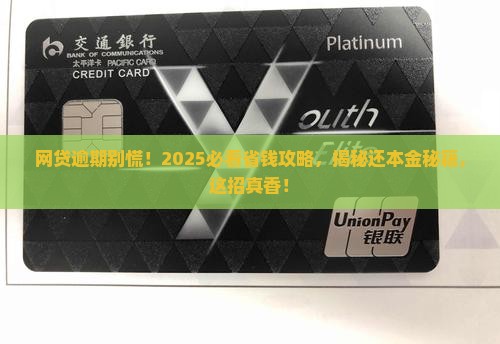 交通銀行
BANK OF COMMUNICATIONS
太平洋卡 PACIFIC CARD
CREDIT CARD
Platinum
outh
Elite
网贷逾期别慌！2025必看省钱攻略，揭秘还本金秘籍，
这招真香！
UnionPay
银联